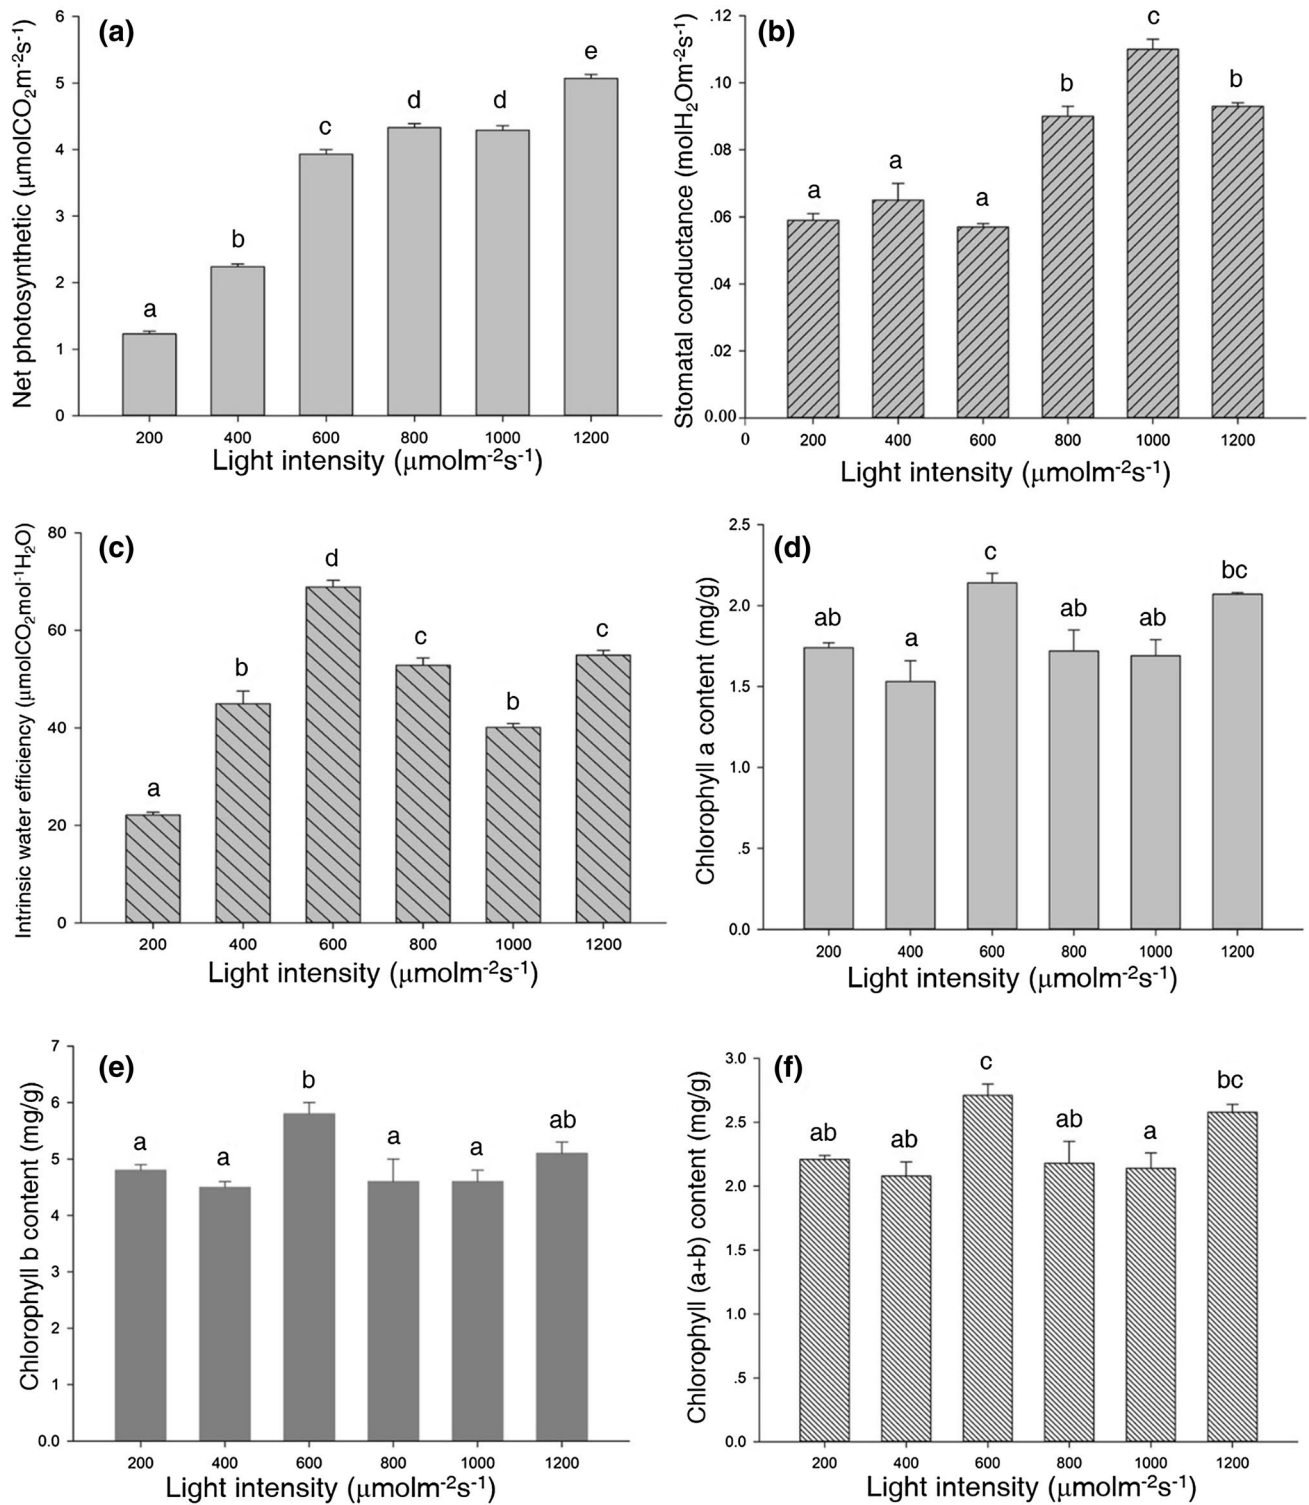 (a)
Net photosynthetic (μmolCO2m-2s-1)
6
5
4
3
2
1
0
a
b
c
d
d
e
200 400 600 800 1000 1200
Light intensity (μmolm-2s-1)
(b)
Stomatal conductance (molH2Om-2s-1)
.12
.10
.08
.06
.04
.02
0.00
a
a
a
b
c
b
0 200 400 600 800 1000 1200
Light intensity (μmolm-2s-1)
(c)
Intrinsic water efficiency (μmolCO2mol-1H2O)
80
60
40
20
0
a
b
d
c
b
c
200 400 600 800 1000 1200
Light intensity (μmolm-2s-1)
(d)
Chlorophyll a content (mg/g)
2.5
2.0
1.5
1.0
.5
0.0
ab
a
c
ab
ab
bc
200 400 600 800 1000 1200
Light intensity (μmolm-2s-1)
(e)
Chlorophyll b content (mg/g)
7
6
5
4
3
2
1
0.0
a
a
b
a
a
ab
200 400 600 800 1000 1200
Light intensity (μmolm-2s-1)
(f)
Chlorophyll (a+b) content (mg/g)
3.0
2.5
2.0
1.5
1.0
.5
0.0
ab
ab
c
ab
a
bc
200 400 600 800 1000 1200
Light intensity (μmolm-2s-1)